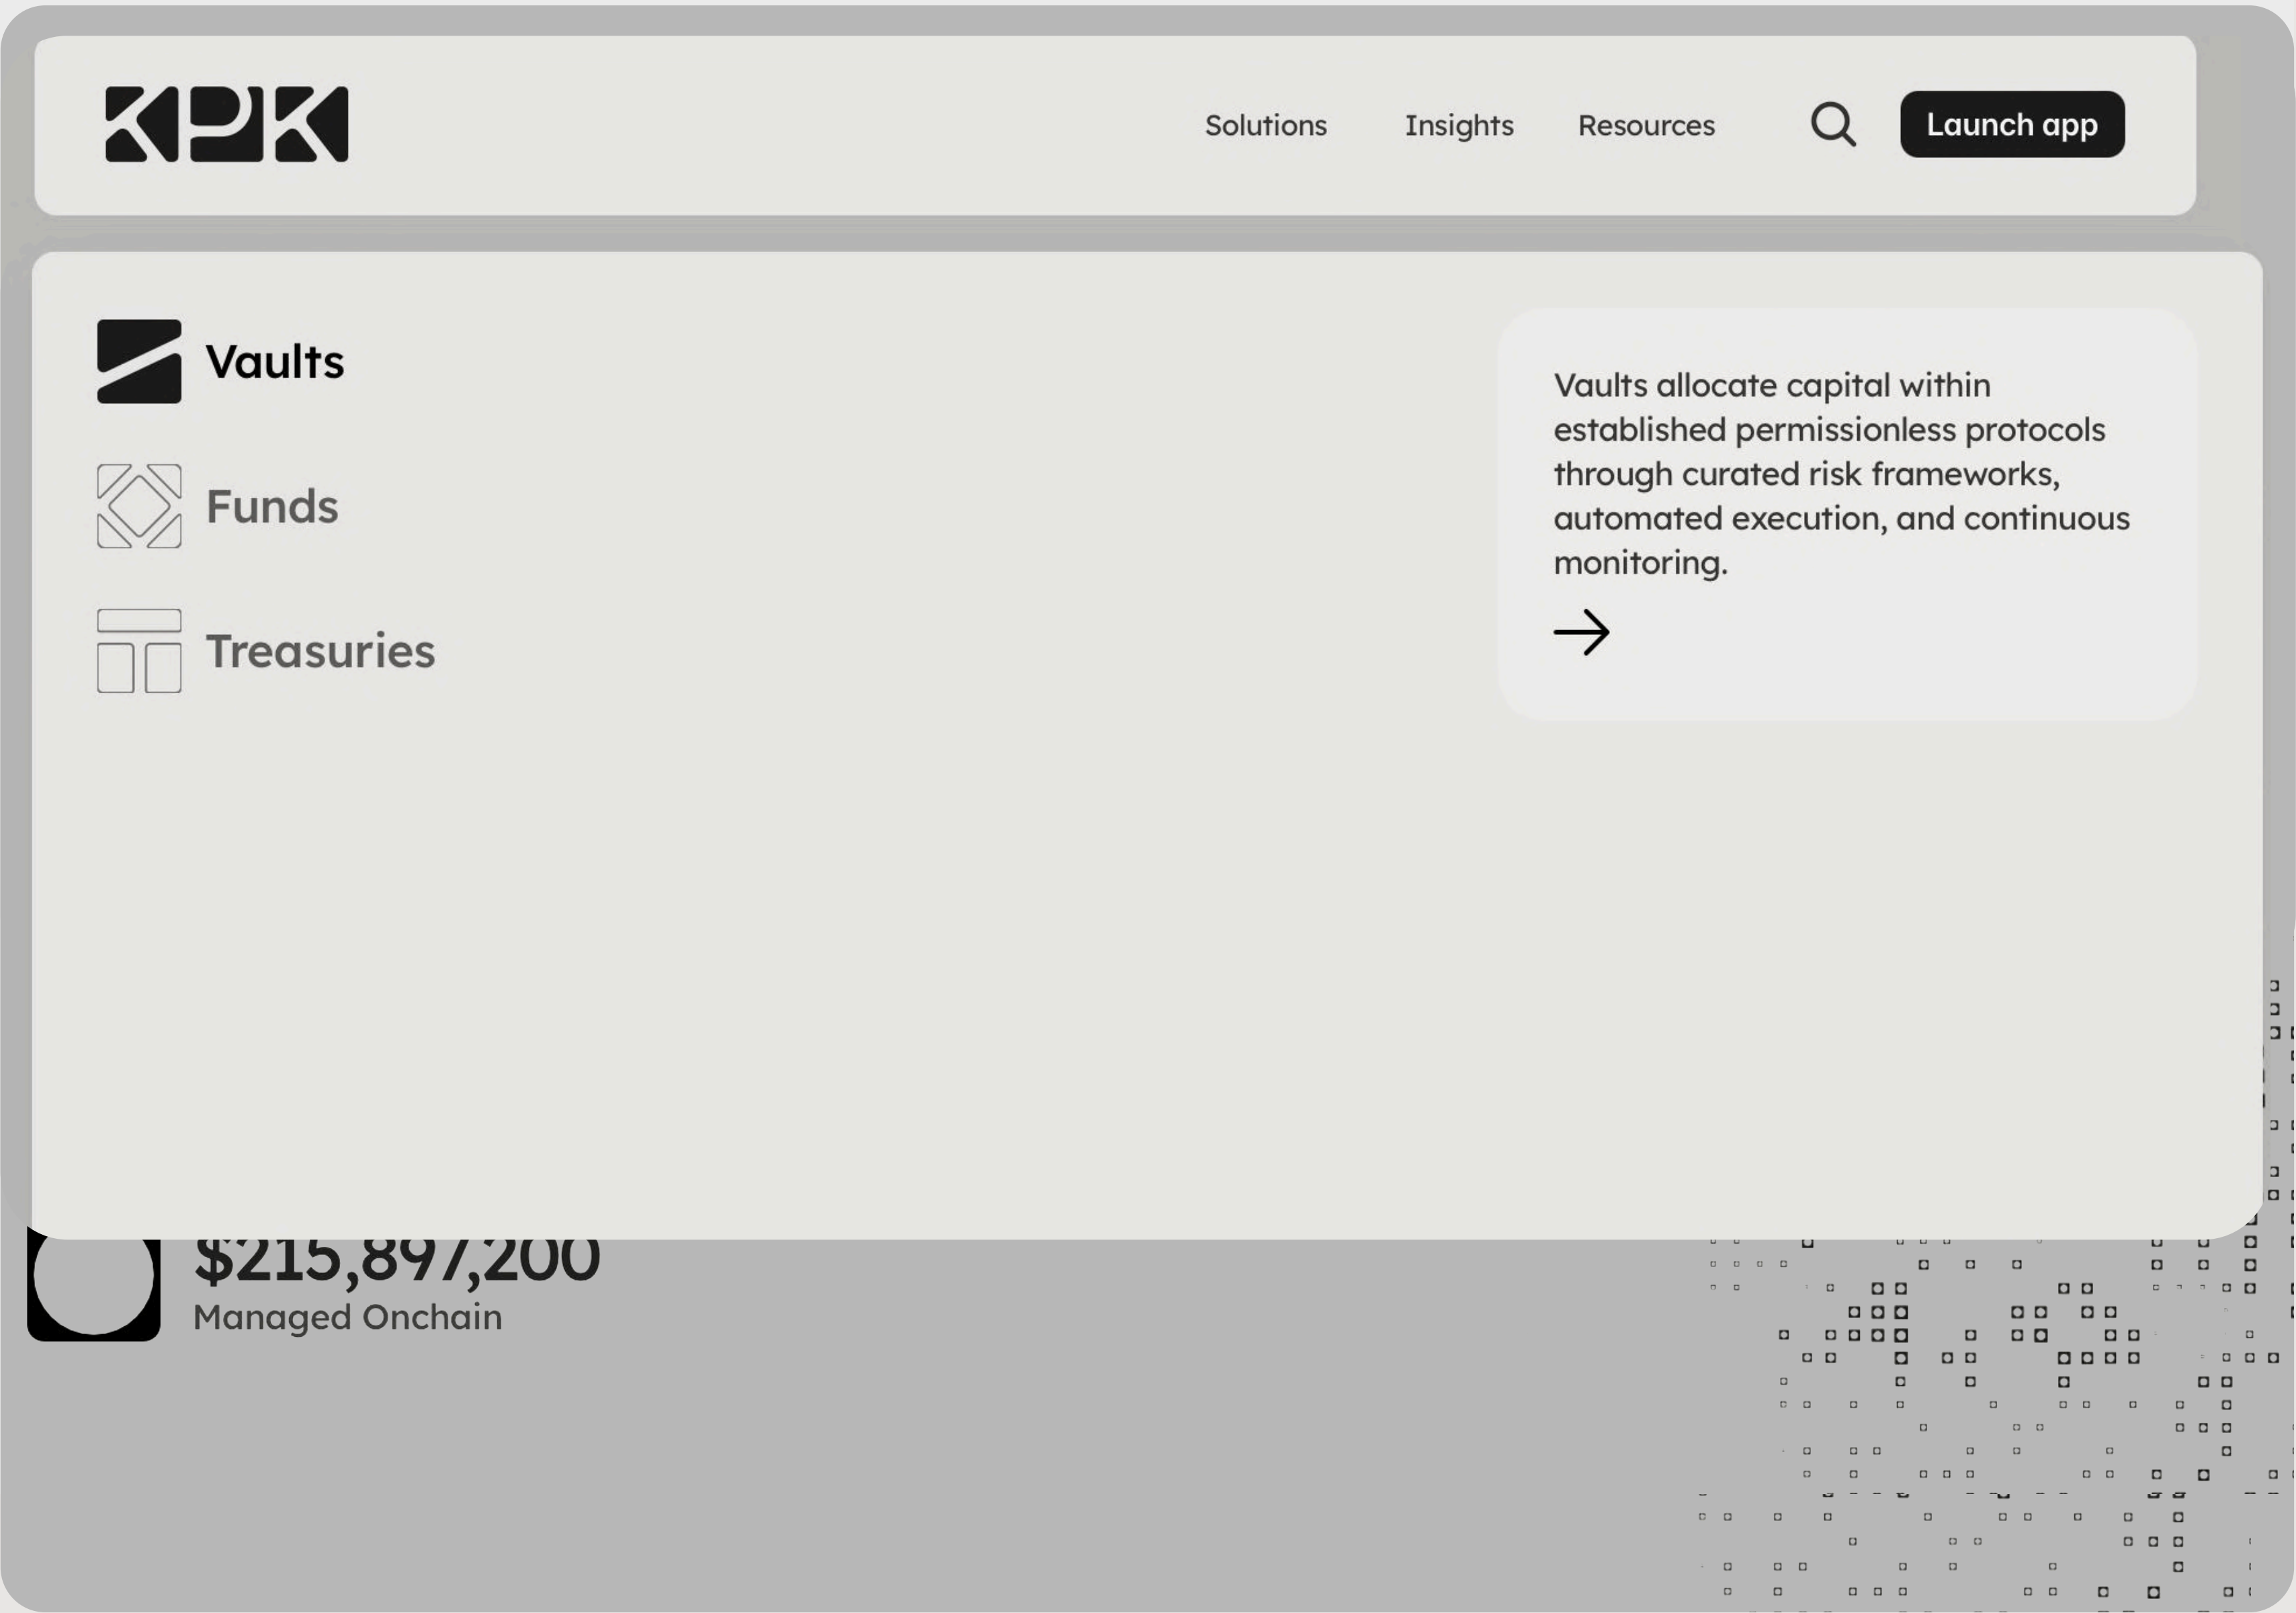 KPK
Solutions Insights Resources Launch app
Vaults
Funds
Treasuries
Vaults allocate capital within
established permissionless protocols
through curated risk frameworks,
automated execution, and continuous
monitoring.
$215,897,200
Managed Onchain